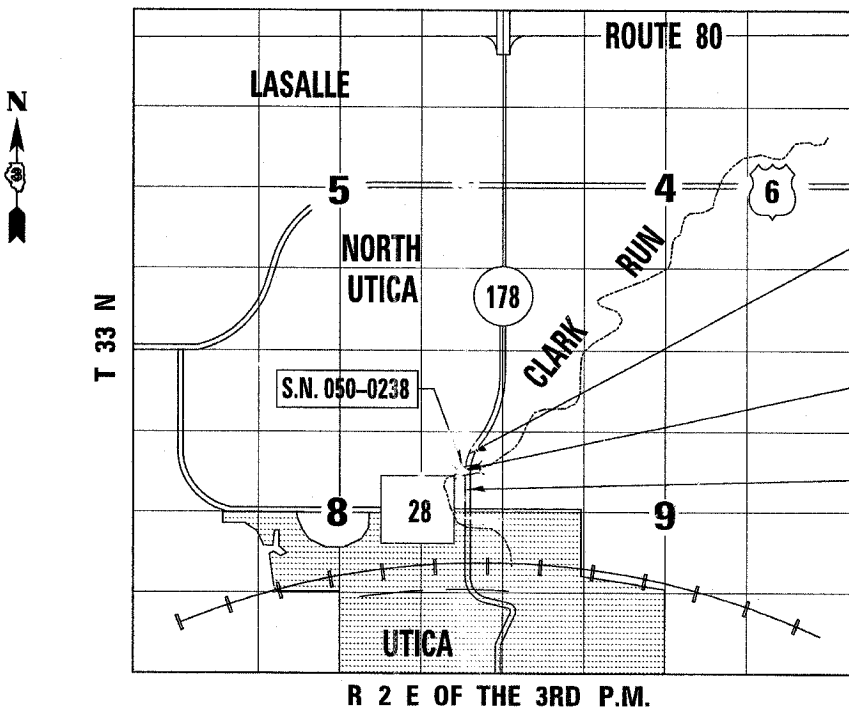 ROUTE 80
LASALLE
N
5
4
6
NORTH
UTICA
178
CLARK RUN
T 33 N
S.N. 050-0238
8
28
9
UTICA
R 2 E OF THE 3RD P.M.